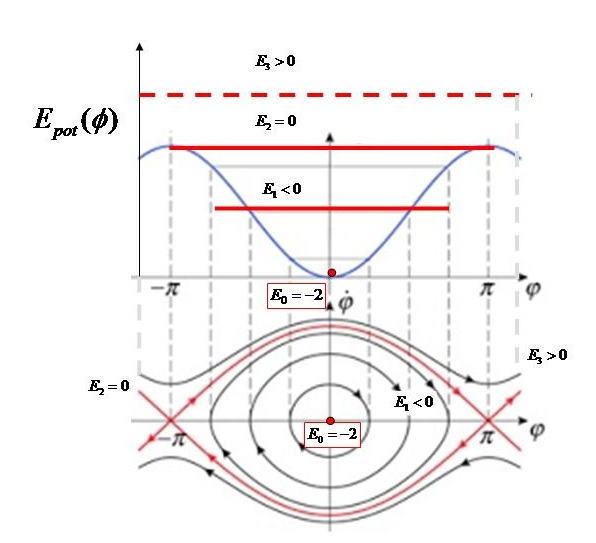 E₃ > 0
E_pot(ϕ)
E₂ = 0
E₁ < 0
−π
E₀ = −2
π
φ
φ̇
E₃ > 0
E₂ = 0
E₁ < 0
−π
E₀ = −2
π
φ